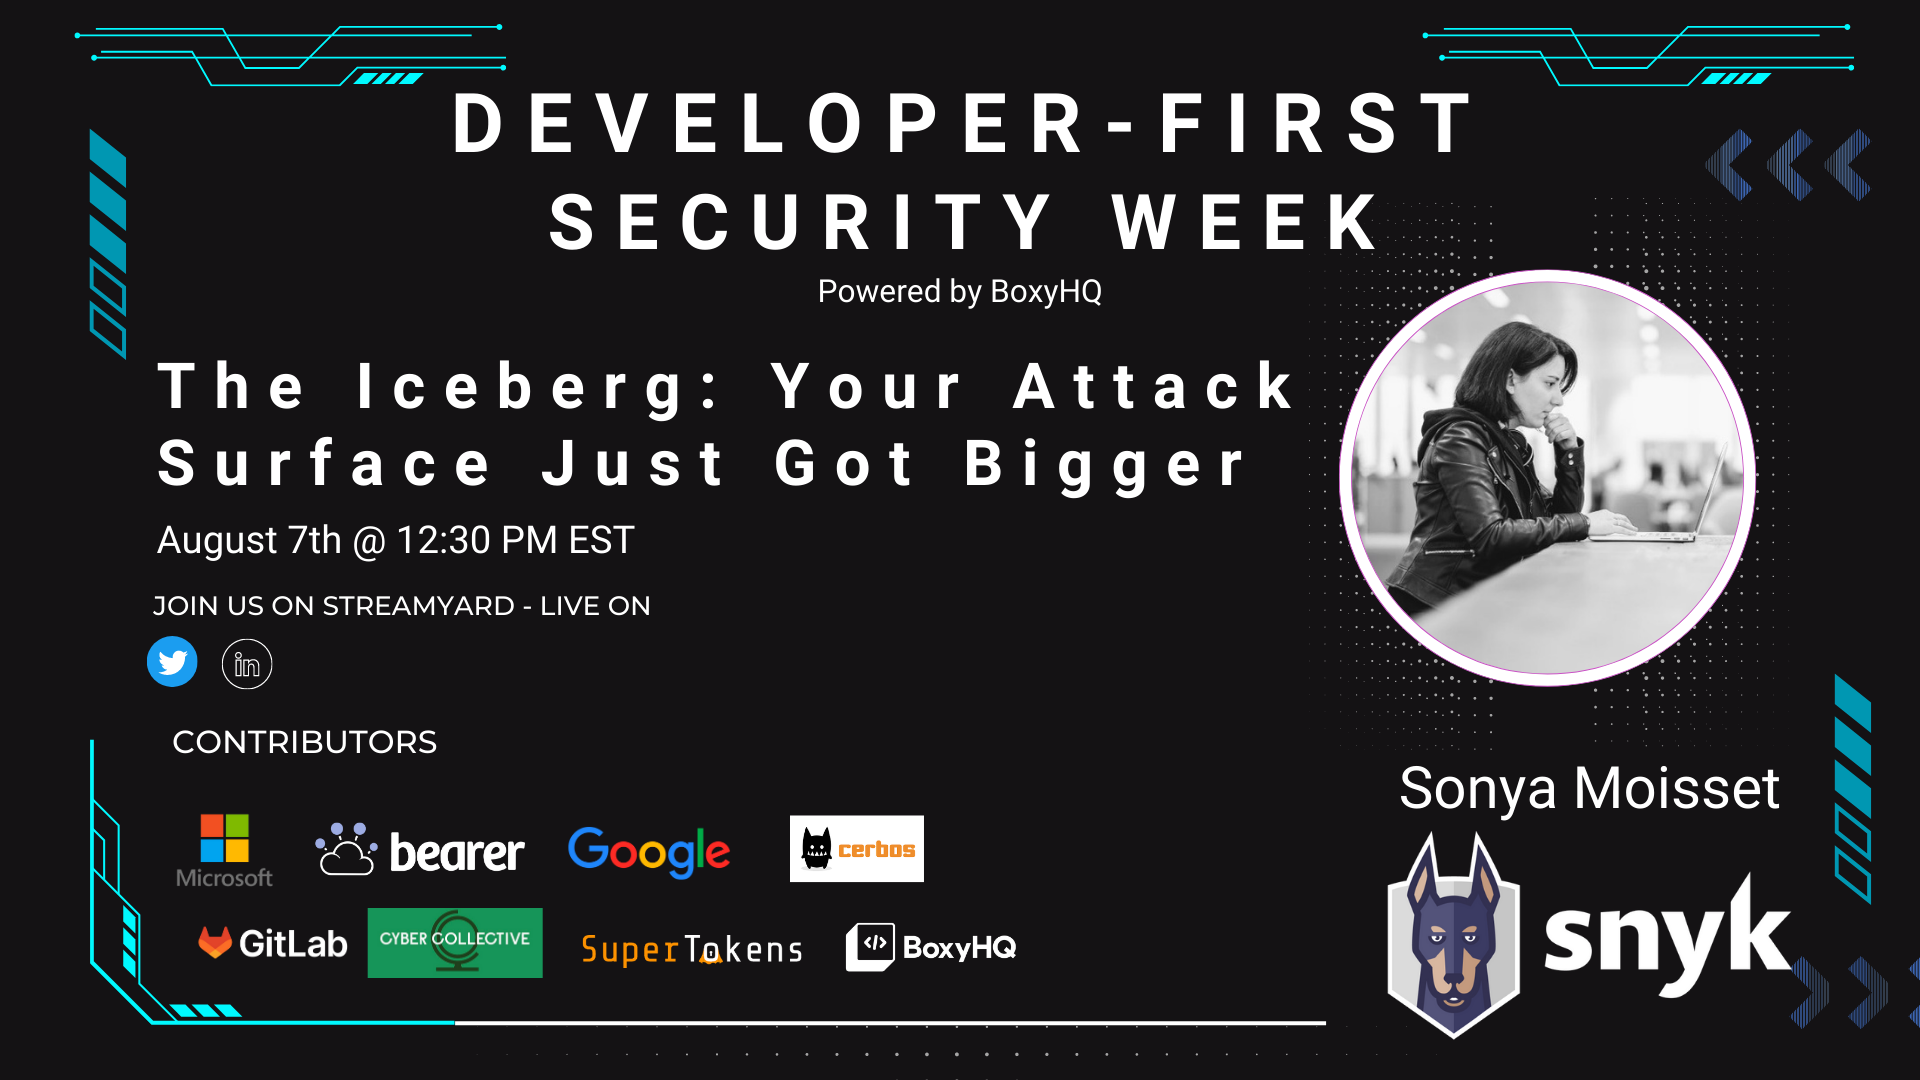 DEVELOPER-FIRST
SECURITY WEEK
Powered by BoxyHQ
The Iceberg: Your Attack
Surface Just Got Bigger
August 7th @ 12:30 PM EST
JOIN US ON STREAMYARD - LIVE ON
in
CONTRIBUTORS
Microsoft
bearer
Google
cerbos
GitLab
CYBER COLLECTIVE
SuperTokens
</> BoxyHQ
Sonya Moisset
snyk